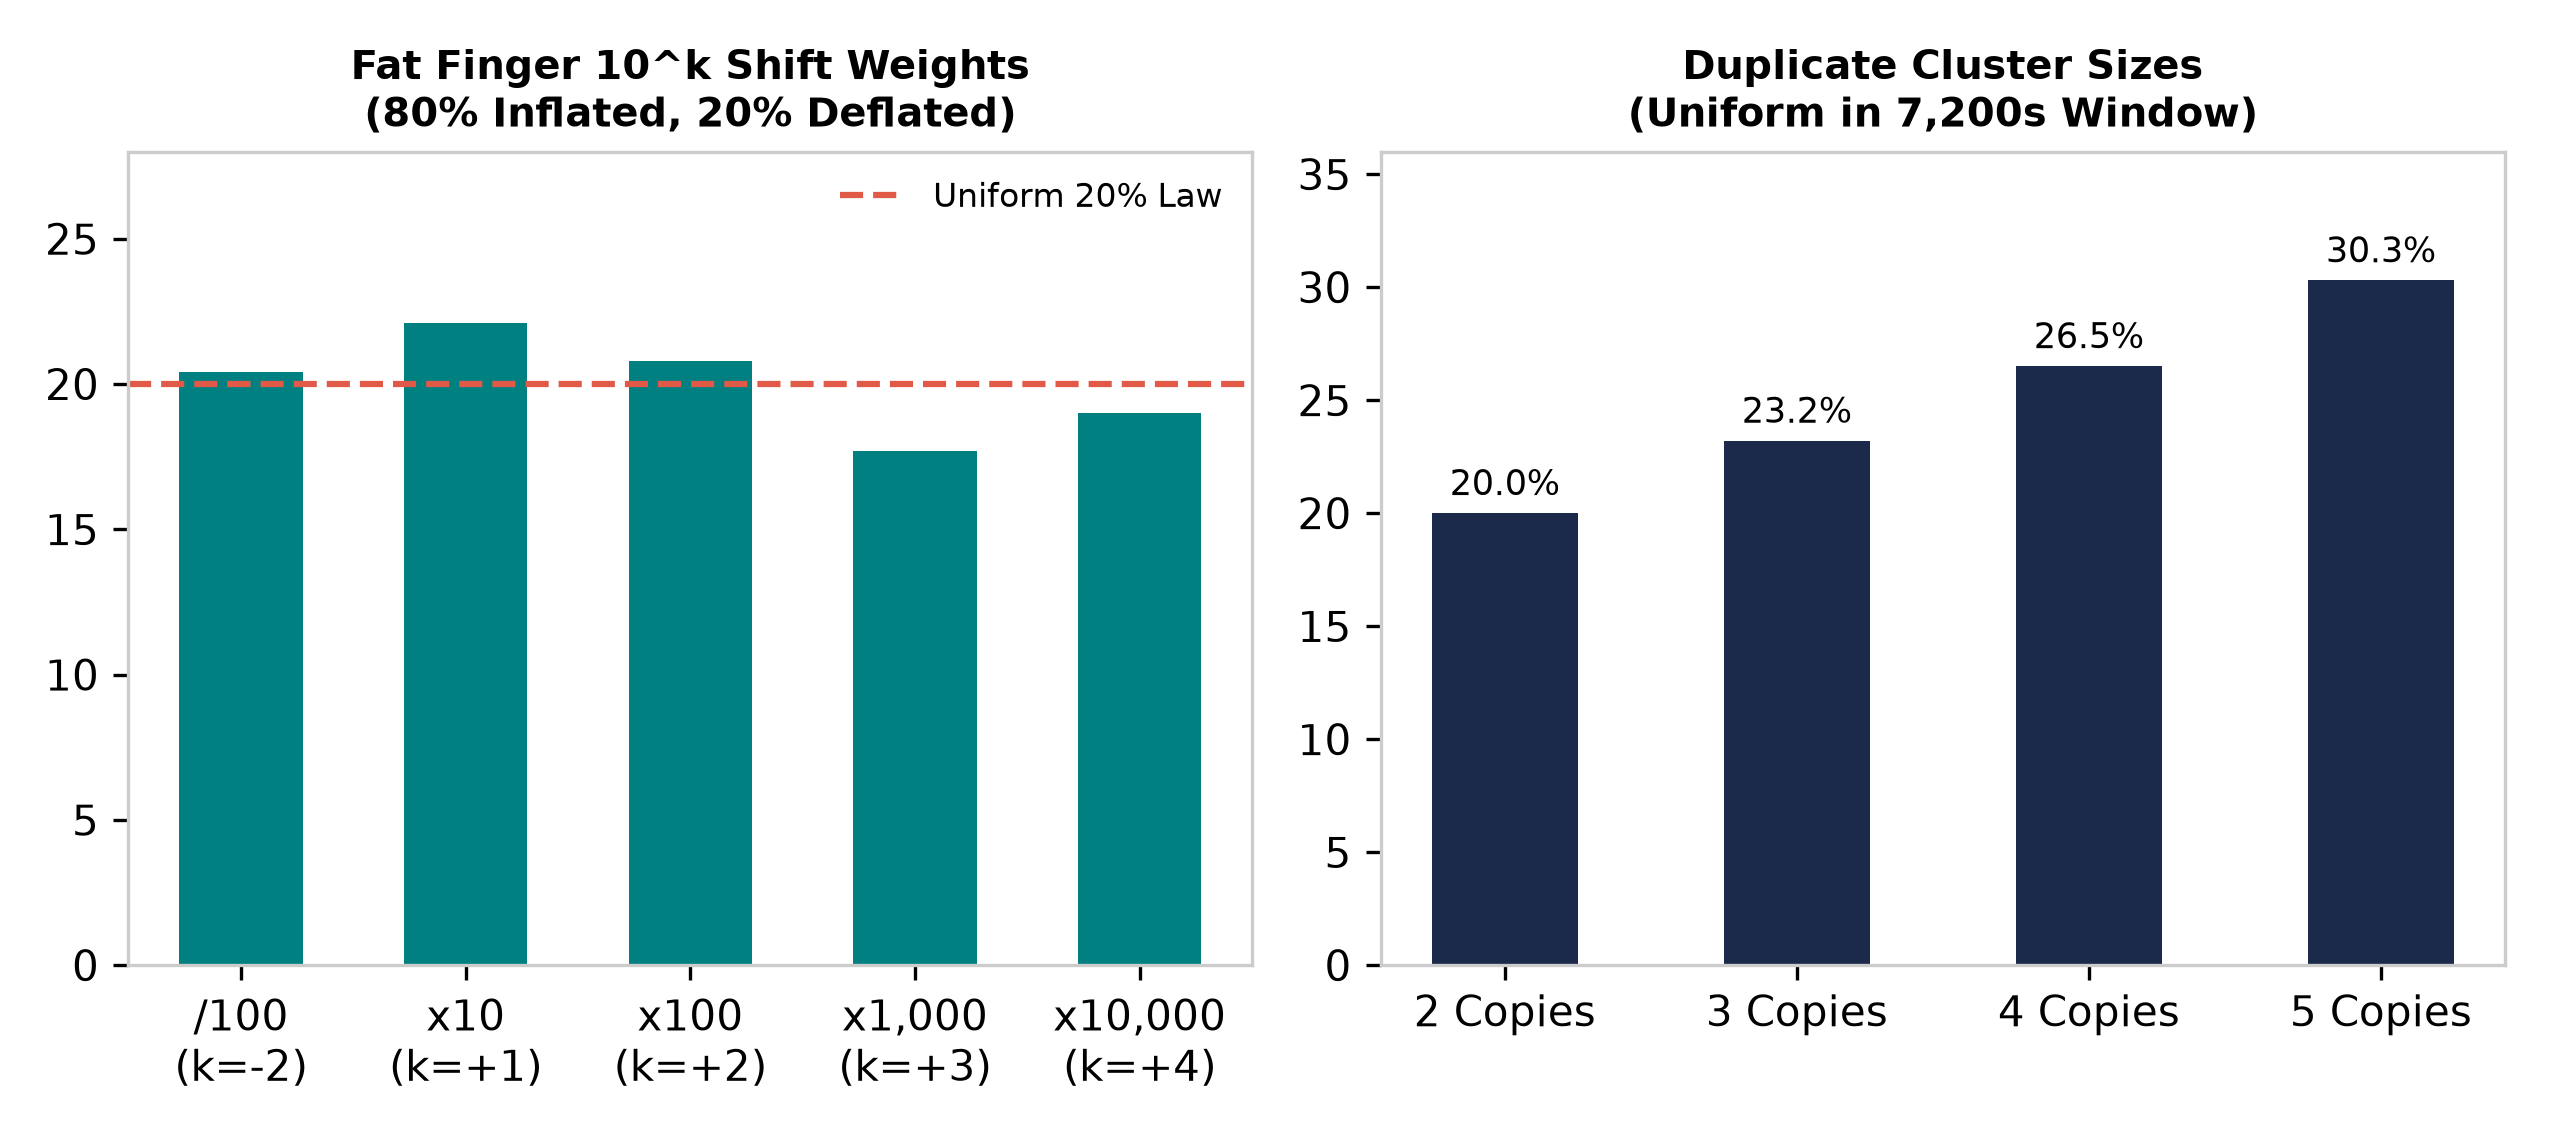 Fat Finger 10^k Shift Weights
(80% Inflated, 20% Deflated)
Uniform 20% Law
25
20
15
10
5
0
/100 x10 x100 x1,000 x10,000
(k=-2) (k=+1) (k=+2) (k=+3) (k=+4)
Duplicate Cluster Sizes
(Uniform in 7,200s Window)
35
30
25
20
15
10
5
0
20.0%
23.2%
26.5%
30.3%
2 Copies 3 Copies 4 Copies 5 Copies